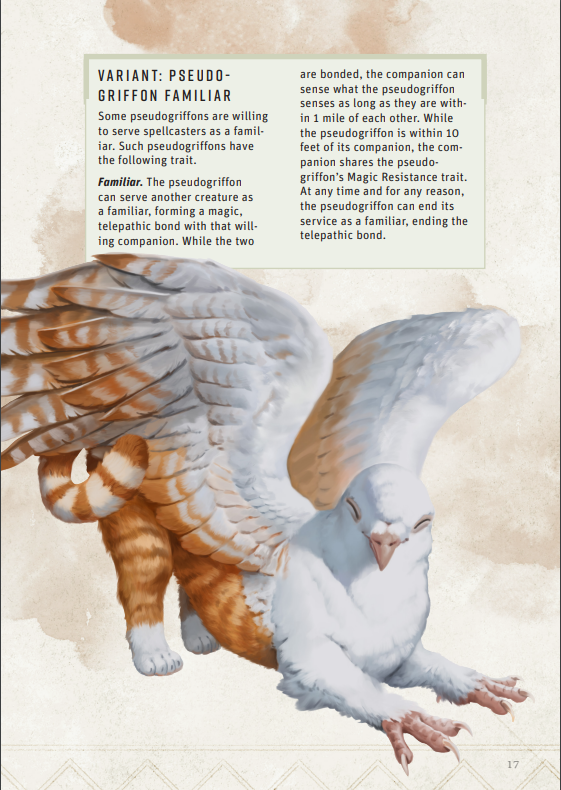 VARIANT: PSEUDO-
GRIFFON FAMILIAR
Some pseudogriffons are willing
to serve spellcasters as a famil-
iar. Such pseudogriffons have
the following trait.
Familiar. The pseudogriffon
can serve another creature as
a familiar, forming a magic,
telepathic bond with that will-
ing companion. While the two
are bonded, the companion can
sense what the pseudogriffon
senses as long as they are with-
in 1 mile of each other. While
the pseudogriffon is within 10
feet of its companion, the com-
panion shares the pseudo-
griffon's Magic Resistance trait.
At any time and for any reason,
the pseudogriffon can end its
service as a familiar, ending the
telepathic bond.
17